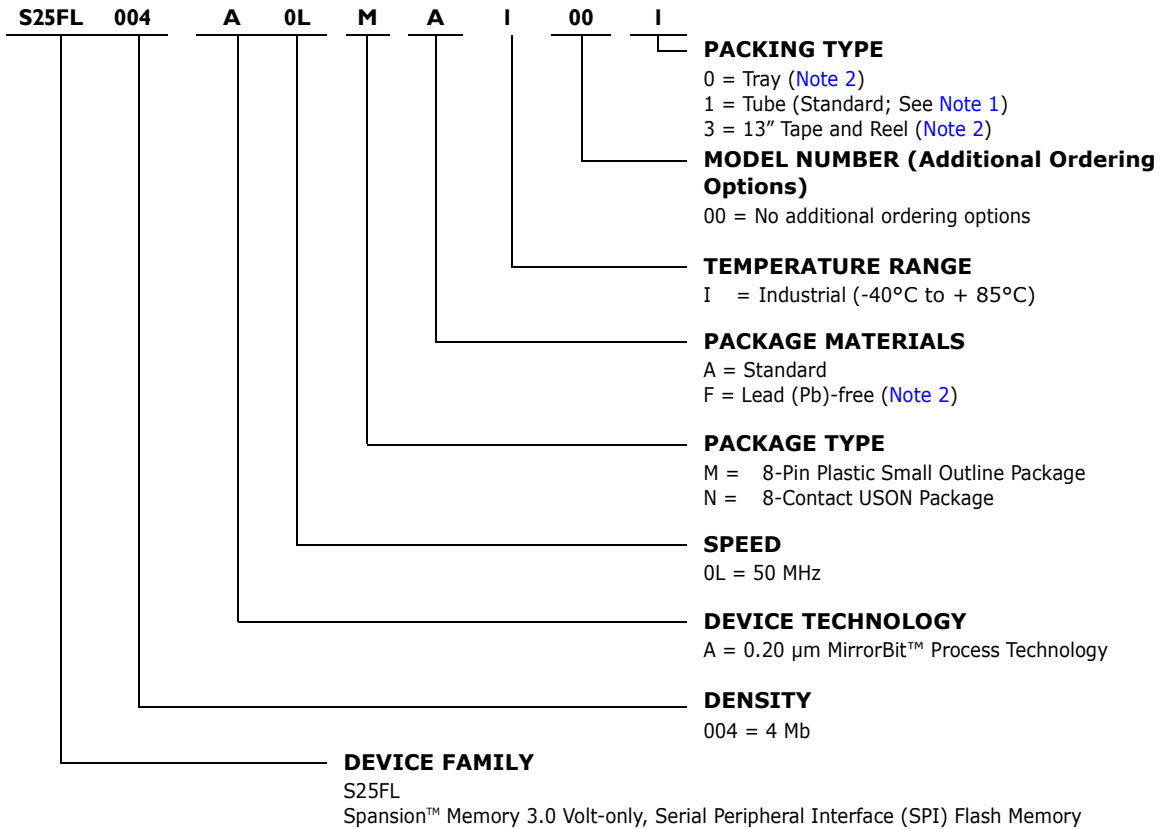 S25FL 004 A 0L M A I 00 I
PACKING TYPE
0 = Tray (Note 2)
1 = Tube (Standard; See Note 1)
3 = 13” Tape and Reel (Note 2)
MODEL NUMBER (Additional Ordering
Options)
00 = No additional ordering options
TEMPERATURE RANGE
I = Industrial (-40°C to + 85°C)
PACKAGE MATERIALS
A = Standard
F = Lead (Pb)-free (Note 2)
PACKAGE TYPE
M = 8-Pin Plastic Small Outline Package
N = 8-Contact USON Package
SPEED
0L = 50 MHz
DEVICE TECHNOLOGY
A = 0.20 µm MirrorBit™ Process Technology
DENSITY
004 = 4 Mb
DEVICE FAMILY
S25FL
Spansion™ Memory 3.0 Volt-only, Serial Peripheral Interface (SPI) Flash Memory